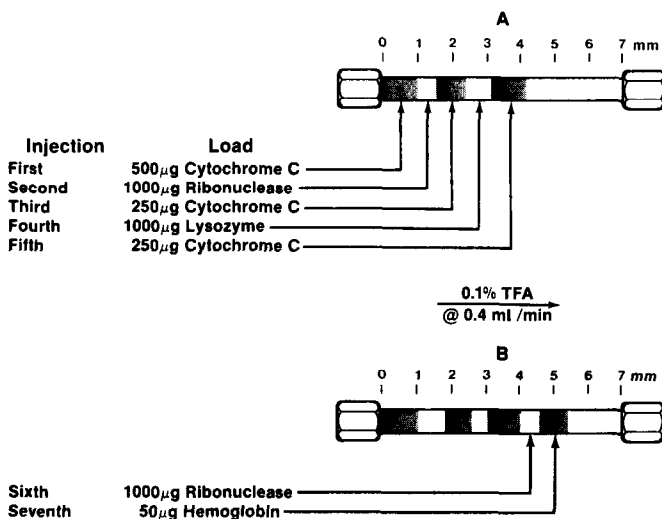 A
0 1 2 3 4 5 6 7 mm
Injection Load
First 500µg Cytochrome C
Second 1000µg Ribonuclease
Third 250µg Cytochrome C
Fourth 1000µg Lysozyme
Fifth 250µg Cytochrome C
0.1% TFA
@ 0.4 ml /min
B
0 1 2 3 4 5 6 7 mm
Sixth 1000µg Ribonuclease
Seventh 50µg Hemoglobin